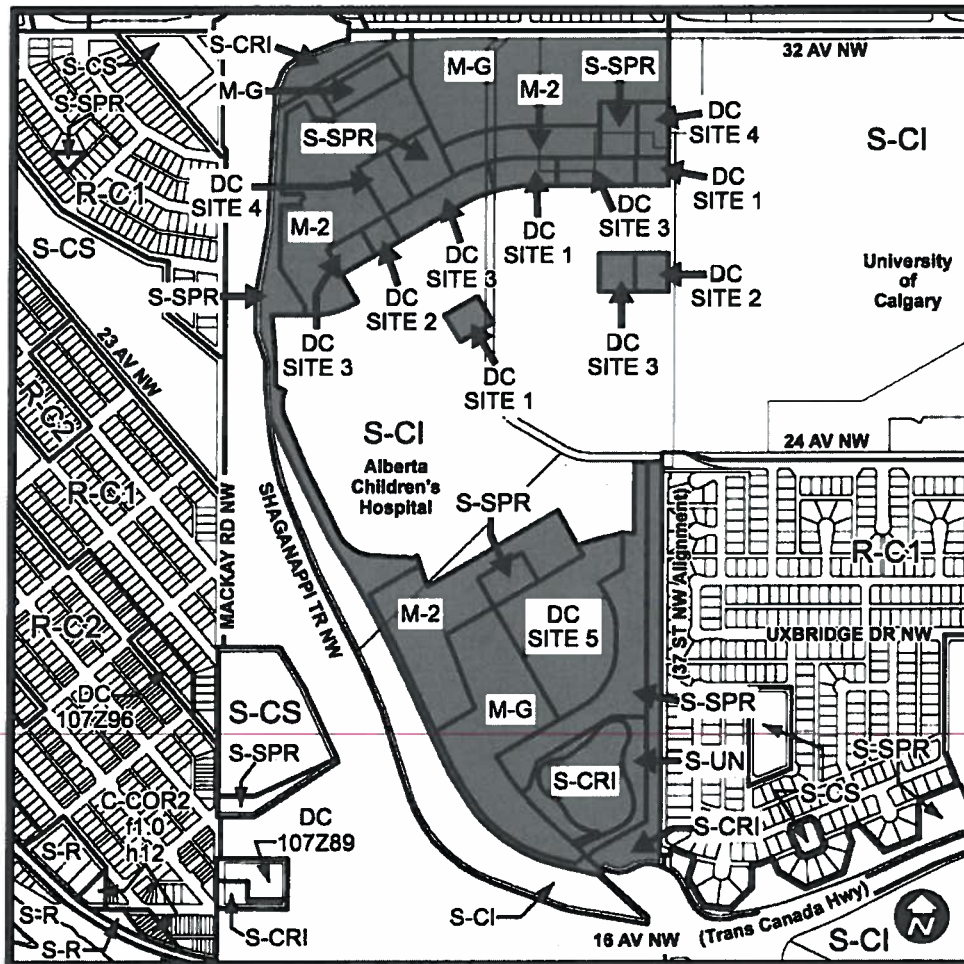 S-CRI
32 AV NW
S-CS
M-G
M-G
S-SPR
M-2
S-SPR
DC
SITE 4
S-CI
S-SPR
R-C1
DC
SITE 4
DC
SITE 1
M-2
DC
SITE 3
DC
SITE 1
DC
SITE 3
S-CS
University
of
Calgary
S-SPR
DC
SITE 2
DC
SITE 2
DC
SITE 3
DC
SITE 3
DC
SITE 1
23 AV NW
R-C2
S-CI
Alberta
Children's
Hospital
24 AV NW
R-C1
MACKAY RD NW
SHAGANAPPI TR NW
S-SPR
(37 ST NW Alignment)
R-C1
M-2
DC
SITE 5
UXBRIDGE DR NW
R-C2
DC
107Z96
S-CS
M-G
S-SPR
S-SPR
S-SPR
S-UN
S-CRI
S-CS
C-COR2
f1.0
h12
DC
107Z89
S-CRI
S-R
S-R
S-R
S-CRI
S-CI
16 AV NW
(Trans Canada Hwy)
S-CI
N